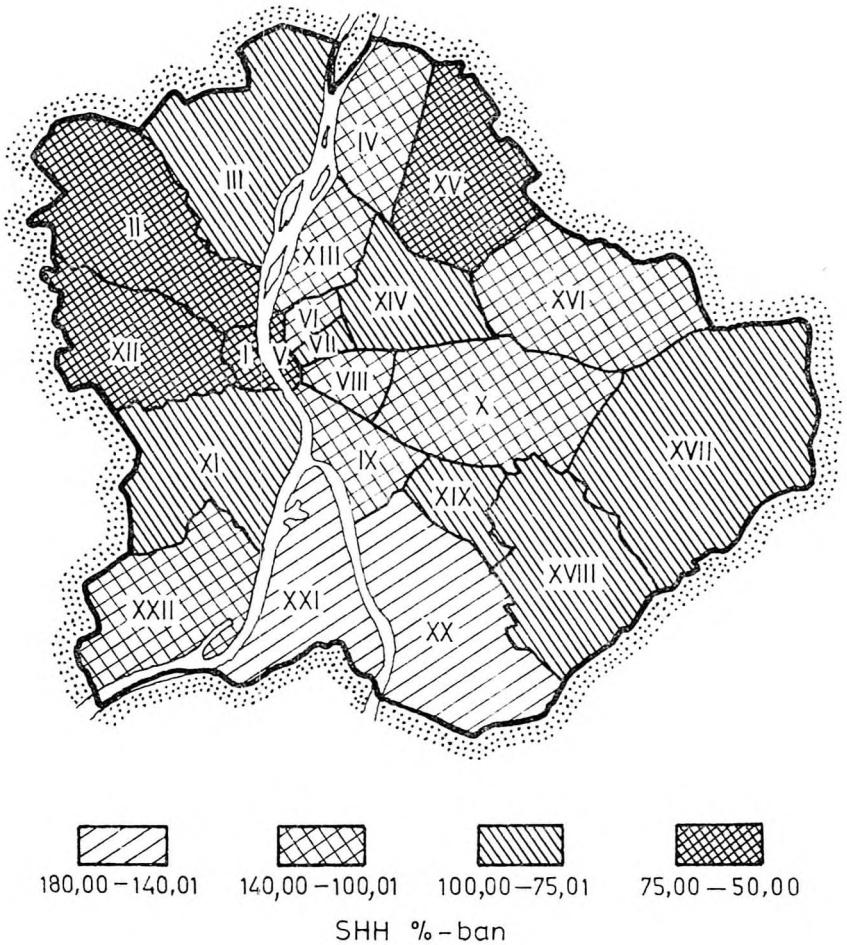 IV
III
XV
II
XIII
XVI
XIV
VI
XII
I
V
VII
VIII
X
XVII
XI
IX
XIX
XVIII
XXII
XXI
XX
180,00 – 140,01
140,00 – 100,01
100,00 – 75,01
75,00 – 50,00
SHH %-ban